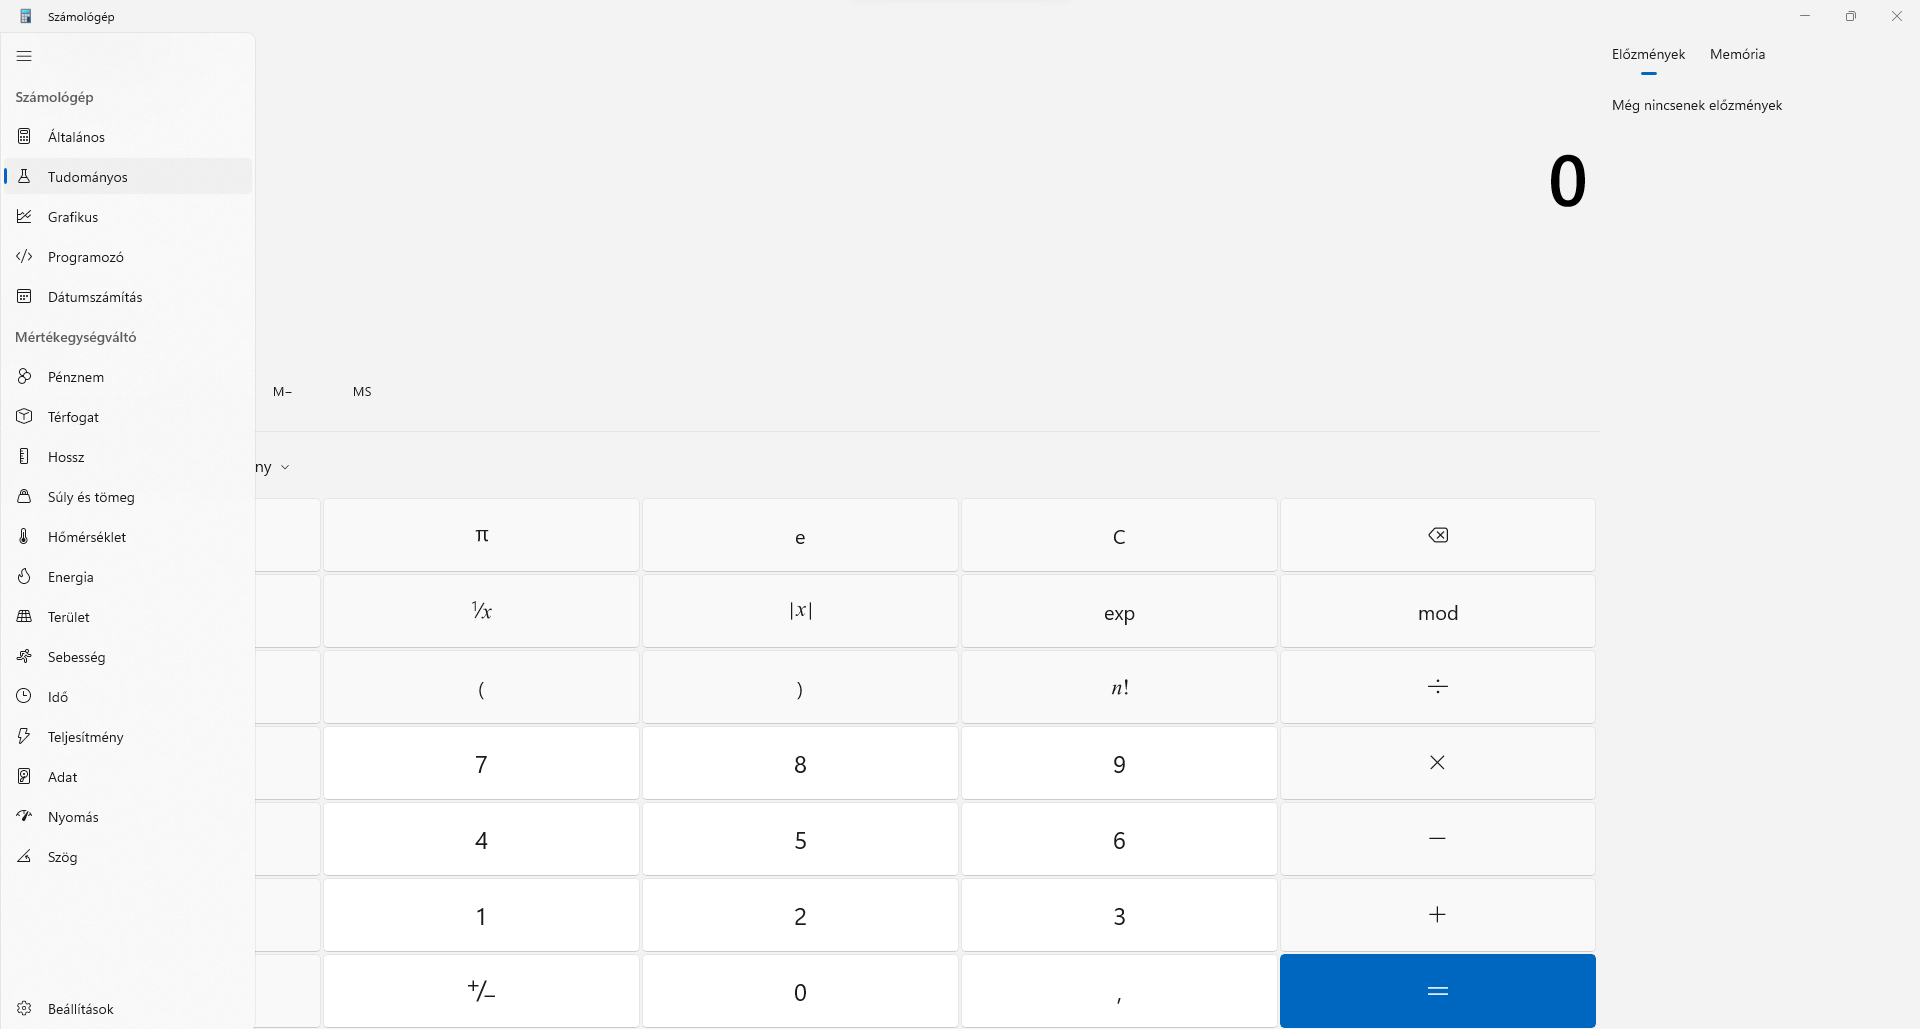 Számológép
Számológép
Általános
Tudományos
Grafikus
Programozó
Dátumszámítás
Mértékegységváltó
Pénznem
Térfogat
Hossz
Súly és tömeg
Hőmérséklet
Energia
Terület
Sebesség
Idő
Teljesítmény
Adat
Nyomás
Szög
Beállítások
0
M− MS
ny
π e C
⅟x |x| exp mod
( ) n! ÷
7 8 9 ×
4 5 6 −
1 2 3 +
+/− 0 , =
Előzmények Memória
Még nincsenek előzmények